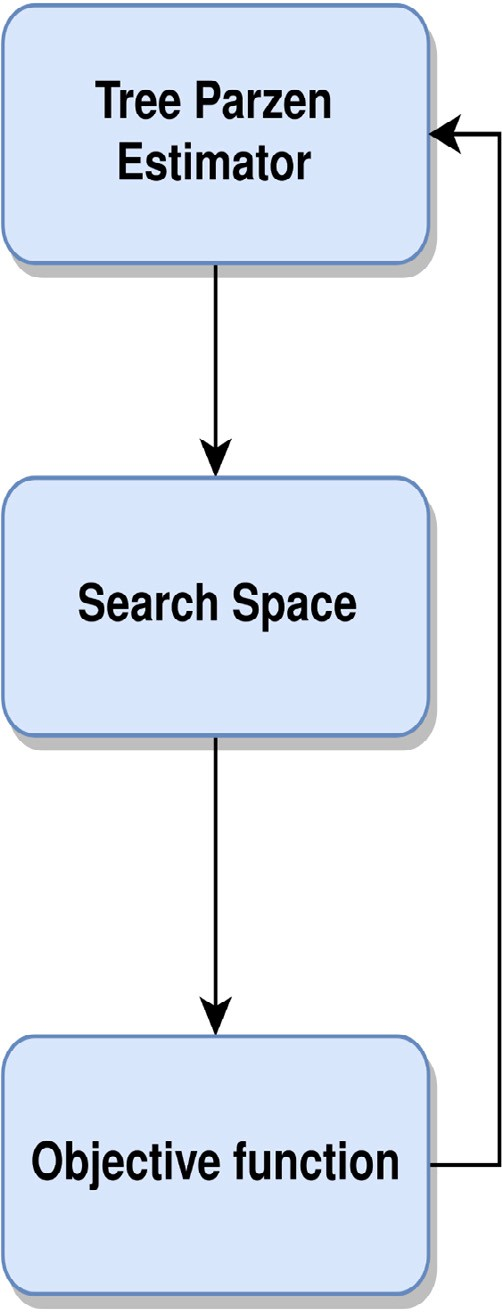 Tree Parzen
Estimator
Search Space
Objective function